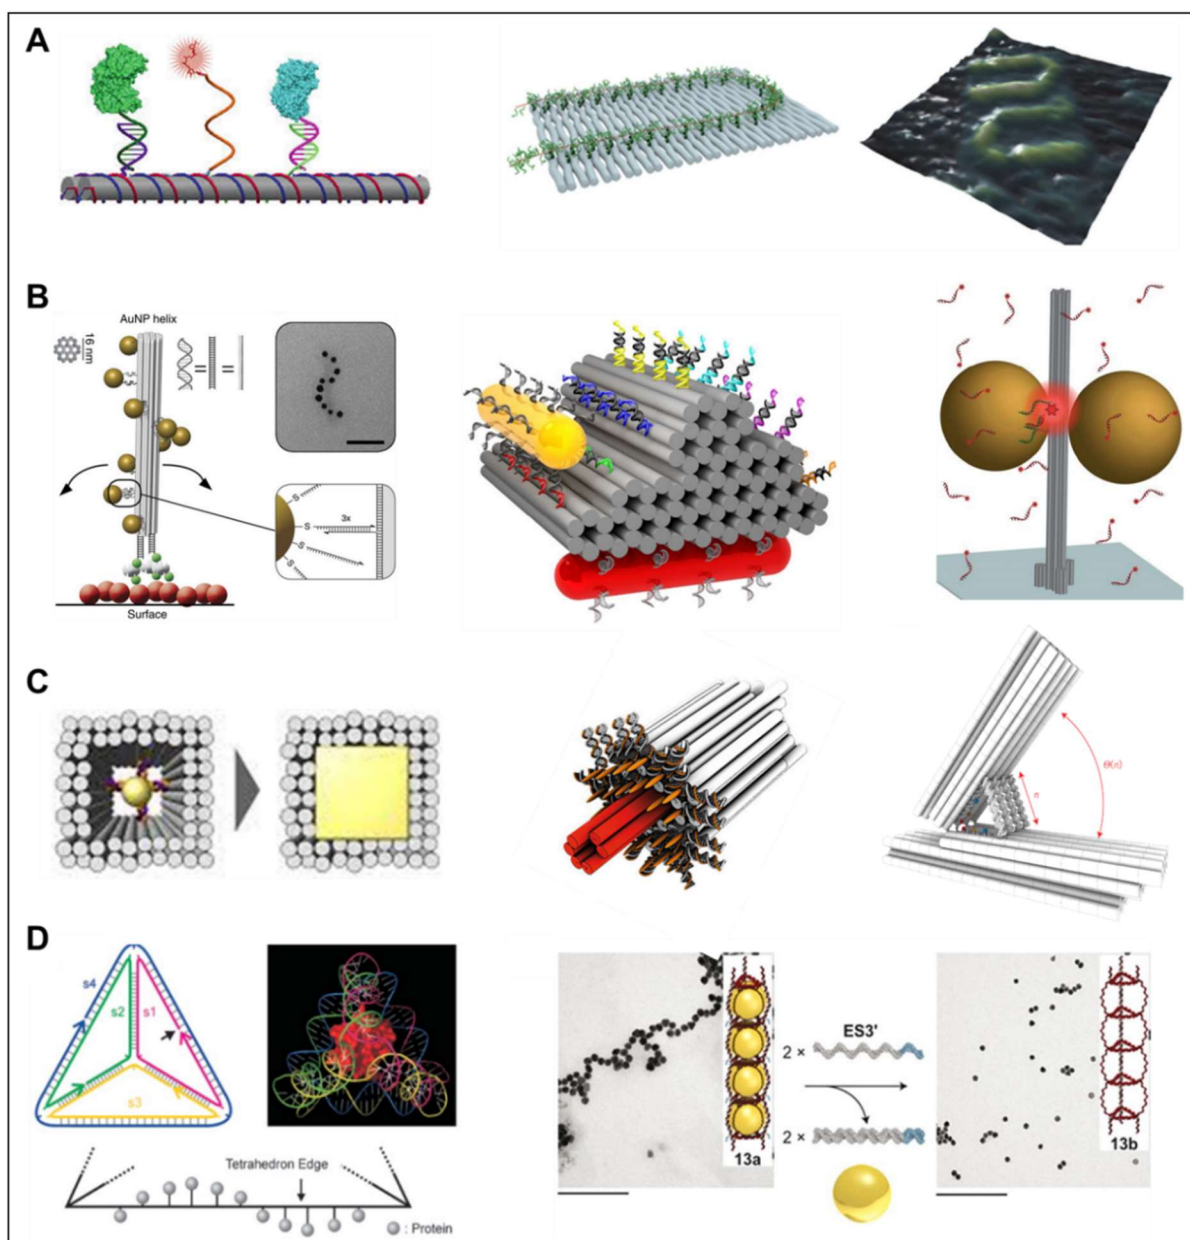 A
B
AuNP helix
16 nm
=
=
S
S
3x
S
Surface
C
n
Θ(n)
D
s4
s2
s1
s3
Tetrahedron Edge
: Protein
13a
ES3'
2 ×
2 ×
13b